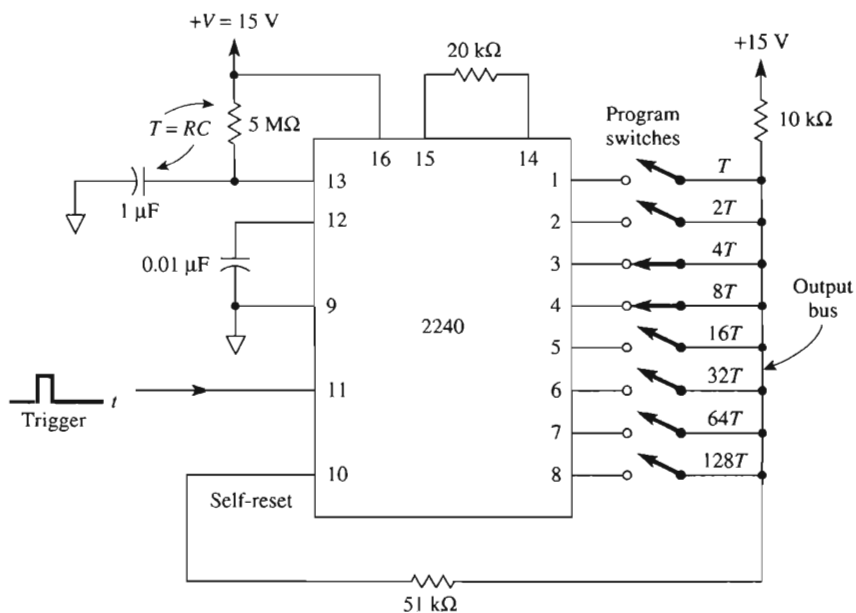 +V = 15 V
20 kΩ
+15 V
T = RC
5 MΩ
Program
switches
10 kΩ
16
15
14
13
1
T
1 μF
12
2
2T
0.01 μF
3
4T
Output
bus
9
2240
4
8T
5
16T
Trigger
t
11
6
32T
7
64T
10
8
128T
Self-reset
51 kΩ